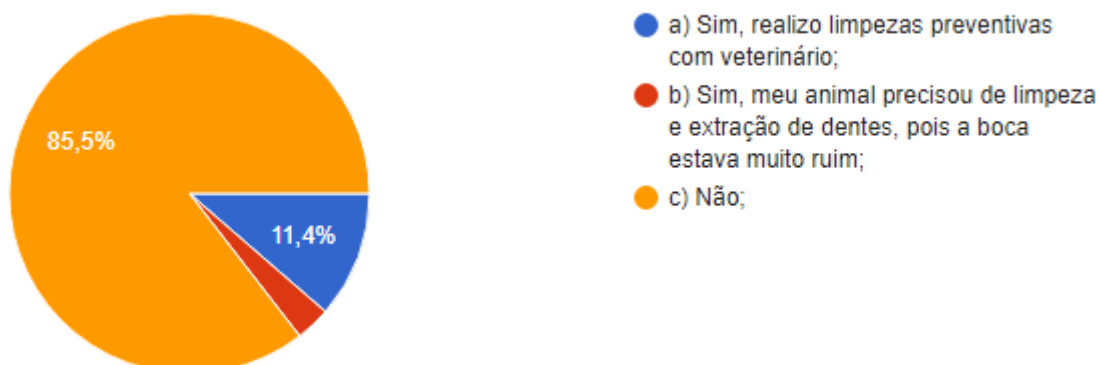 85,5%
11,4%
a) Sim, realizo limpezas preventivas
com veterinário;
b) Sim, meu animal precisou de limpeza
e extração de dentes, pois a boca
estava muito ruim;
c) Não;